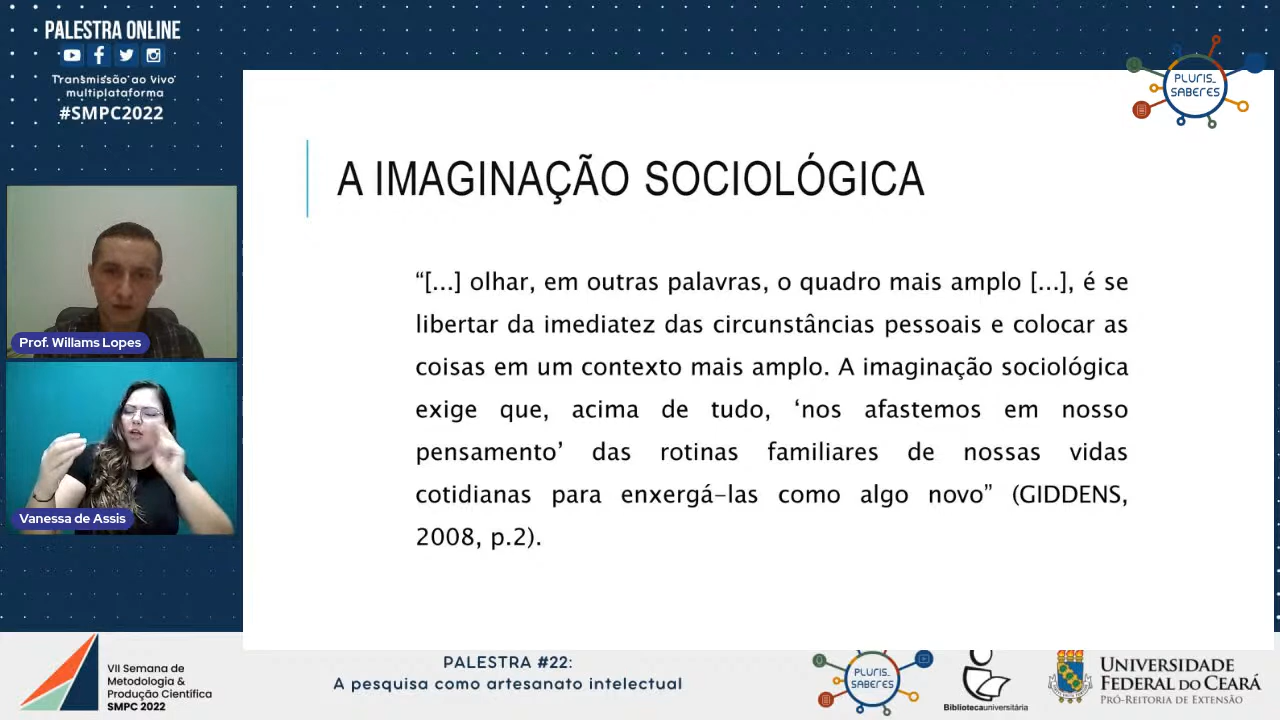 PALESTRA ONLINE
Transmissão ao vivo
multiplataforma
#SMPC2022
PLURIS_
SABERES
A IMAGINAÇÃO SOCIOLÓGICA
“[...] olhar, em outras palavras, o quadro mais amplo [...], é se
libertar da imediatez das circunstâncias pessoais e colocar as
coisas em um contexto mais amplo. A imaginação sociológica
exige que, acima de tudo, ‘nos afastemos em nosso
pensamento’ das rotinas familiares de nossas vidas
cotidianas para enxergá-las como algo novo” (GIDDENS,
2008, p.2).
Prof. Willams Lopes
Vanessa de Assis
VII Semana de
Metodologia &
Produção Científica
SMPC 2022
PALESTRA #22:
A pesquisa como artesanato intelectual
PLURIS_
SABERES
Bibliotecauniversitária
UNIVERSIDADE
FEDERAL DO CEARÁ
PRÓ-REITORIA DE EXTENSÃO